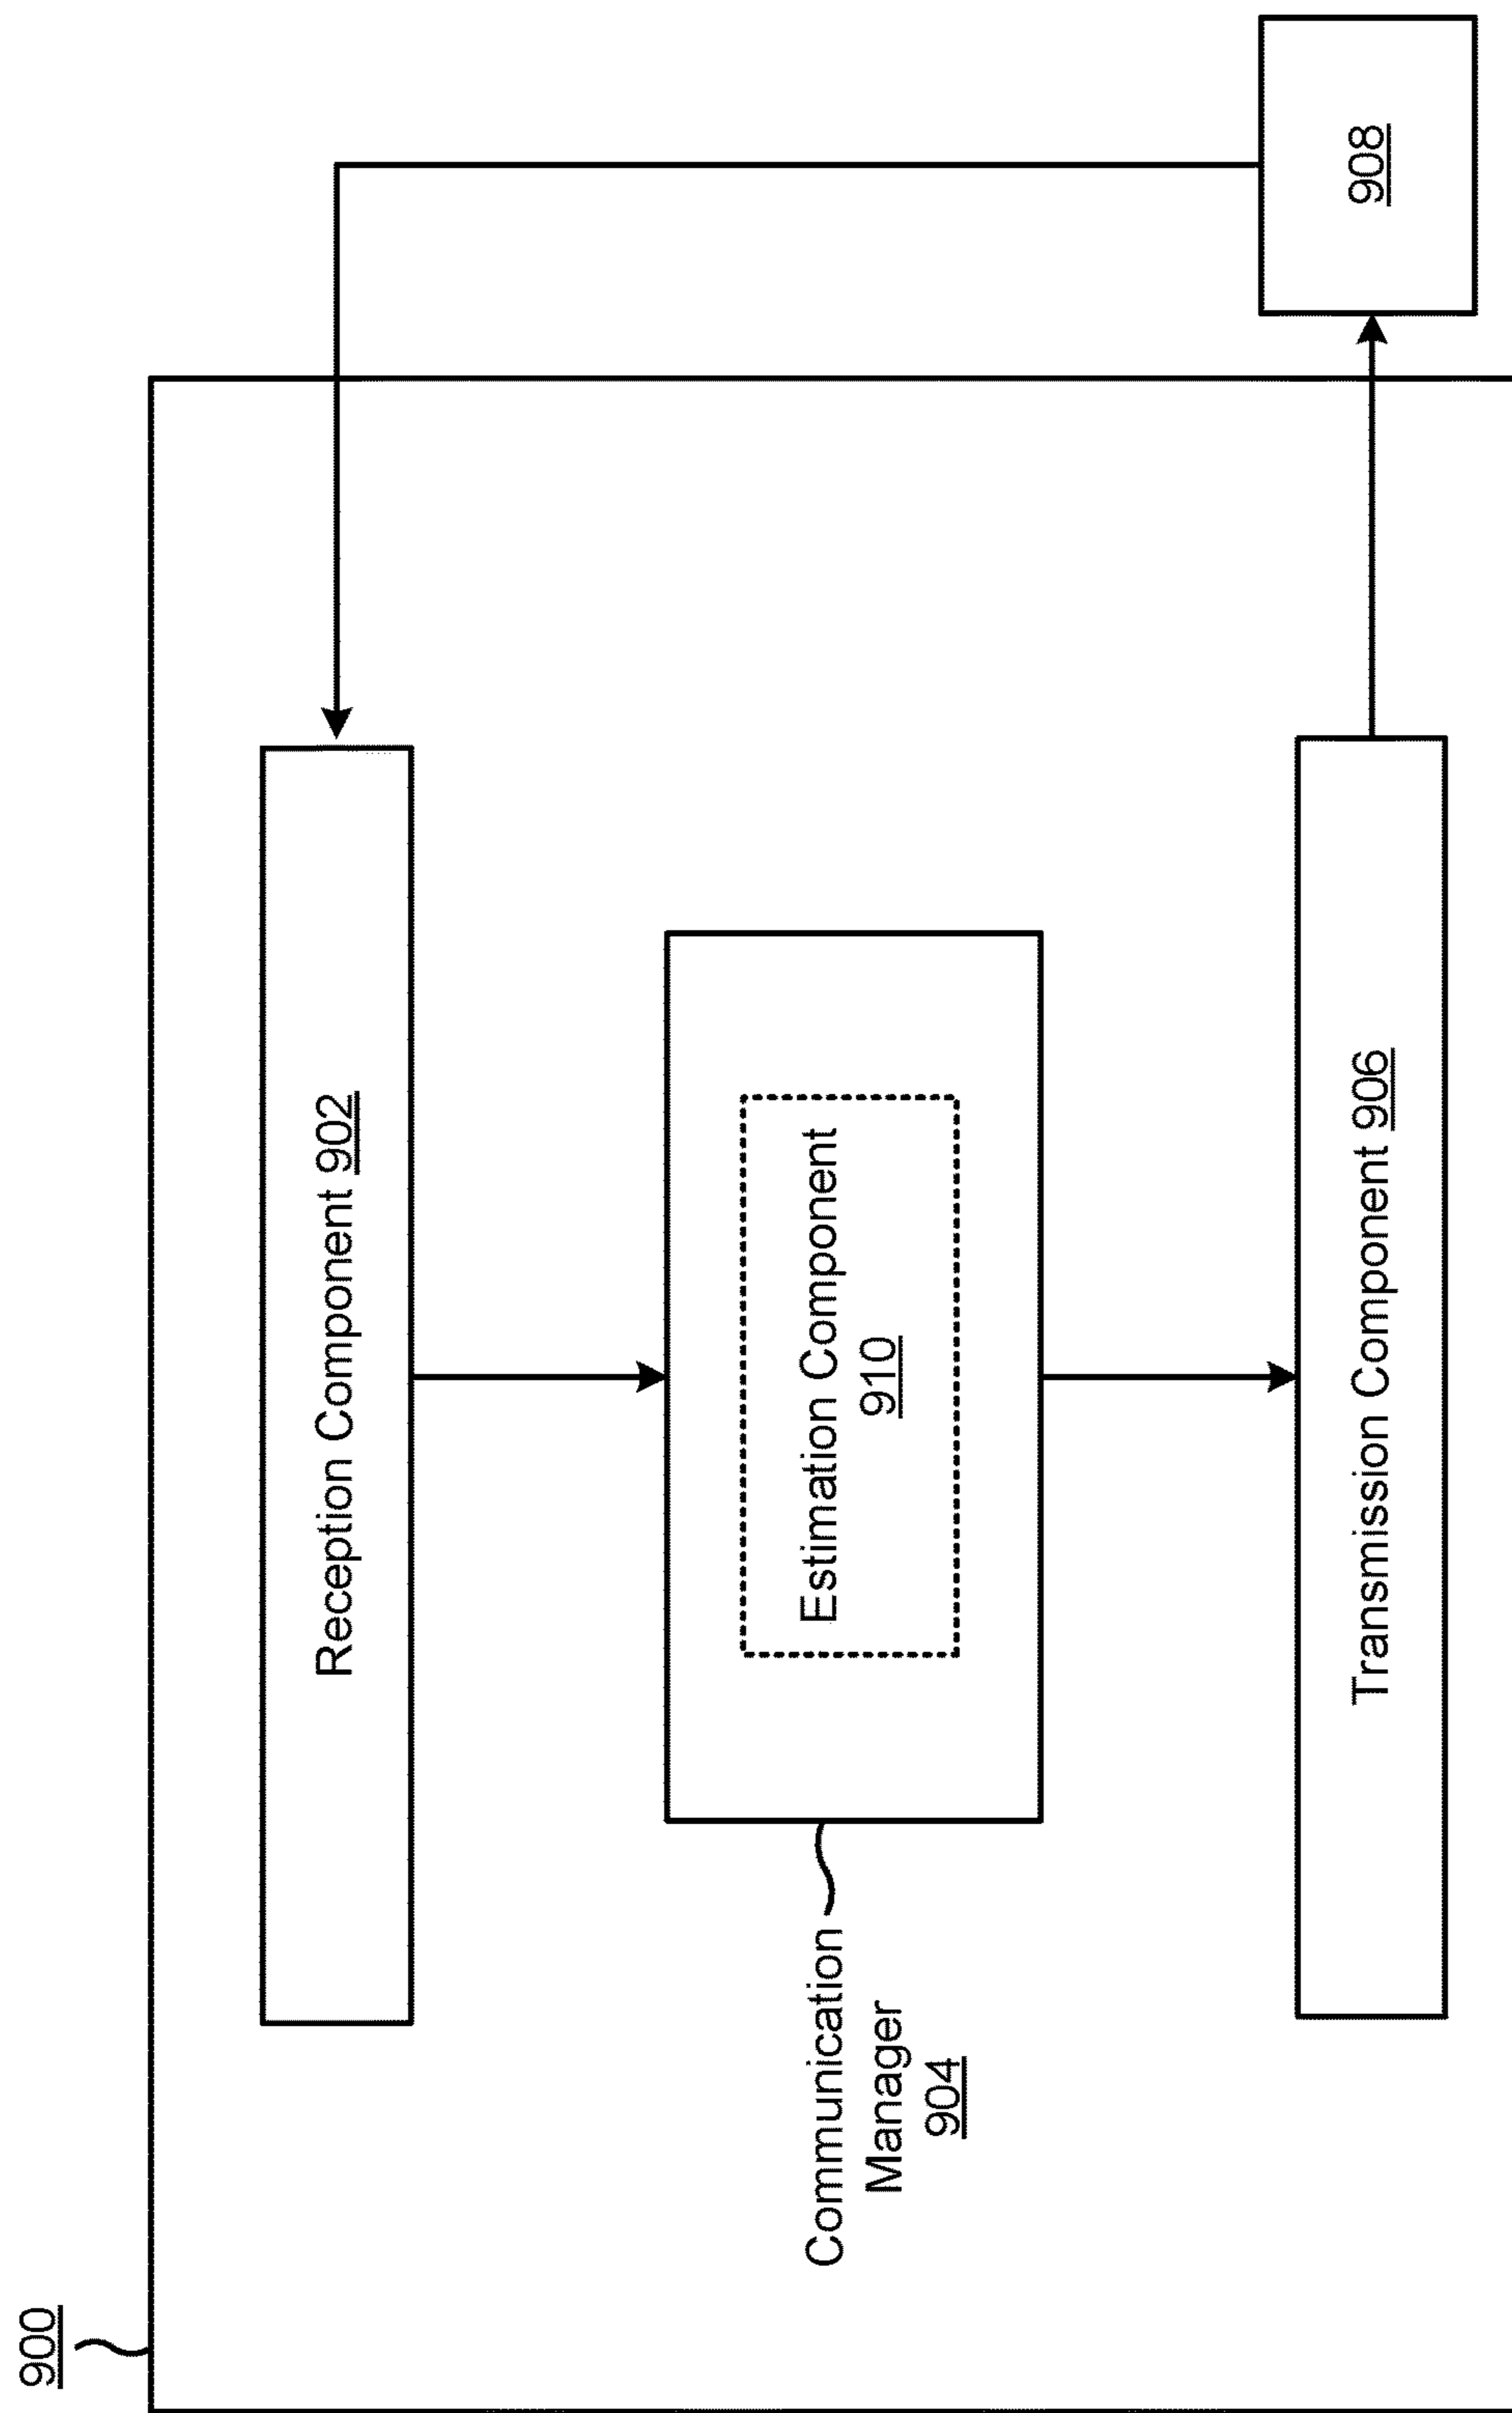 900
Reception Component 902
908
Estimation Component
910
Communication
Manager
904
Transmission Component 906